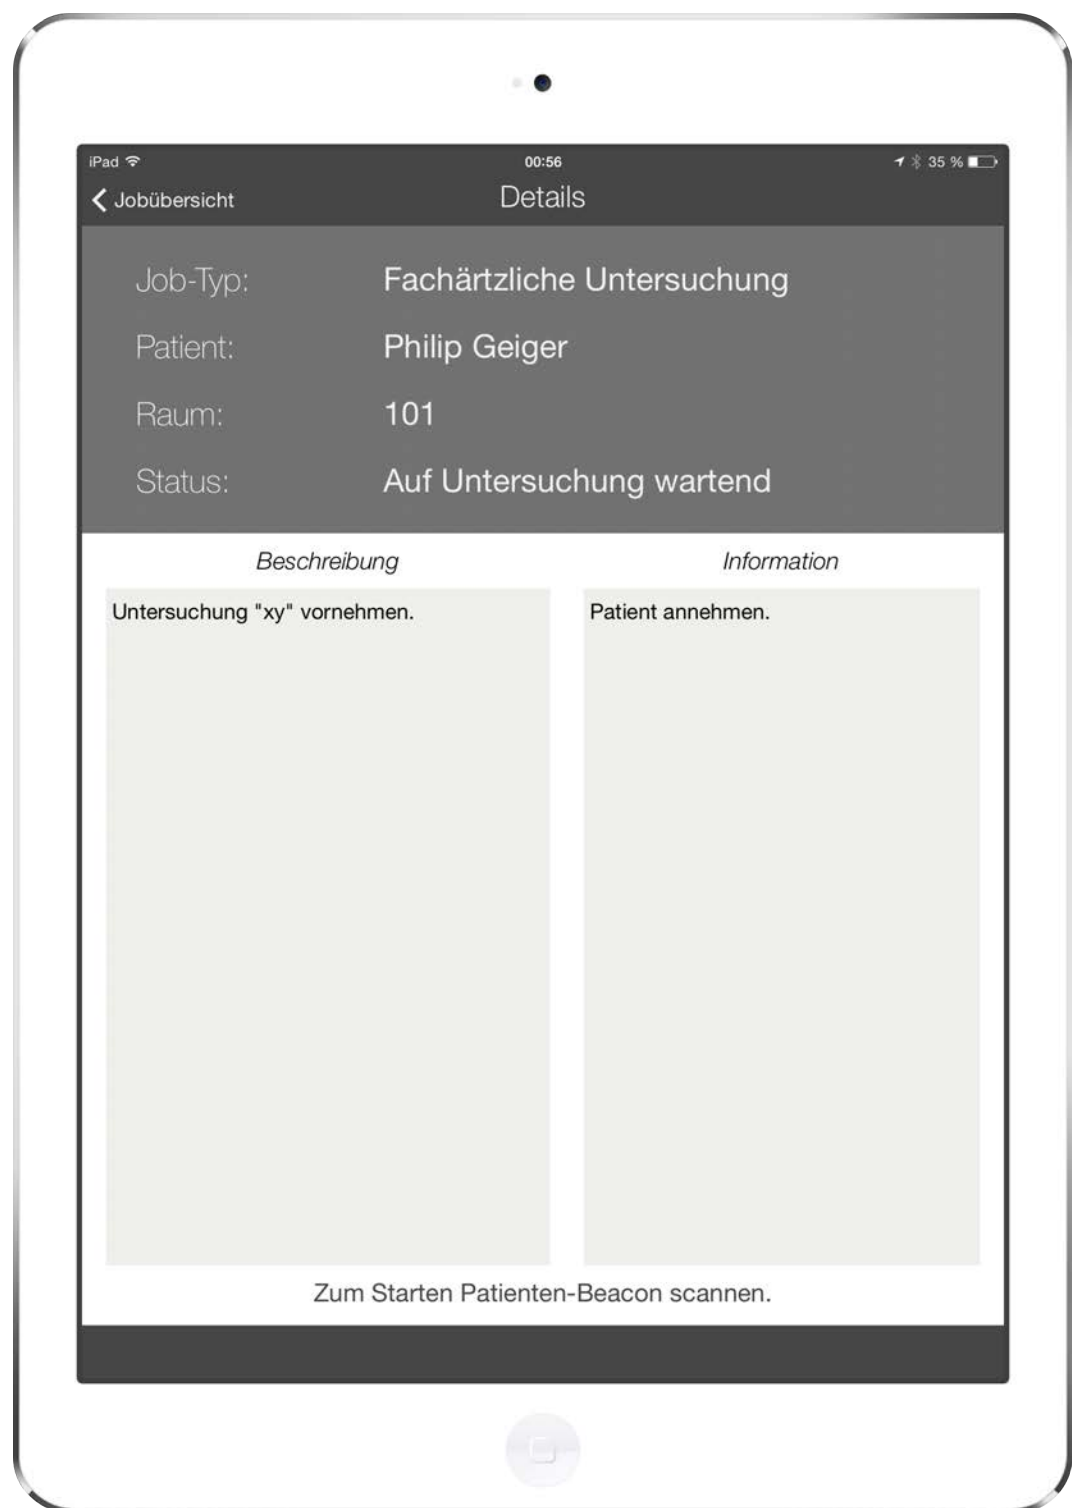 iPad 00:56 35 %
Jobübersicht Details
Job-Typ: Fachärtzliche Untersuchung
Patient: Philip Geiger
Raum: 101
Status: Auf Untersuchung wartend
Beschreibung Information
Untersuchung "xy" vornehmen. Patient annehmen.
Zum Starten Patienten-Beacon scannen.